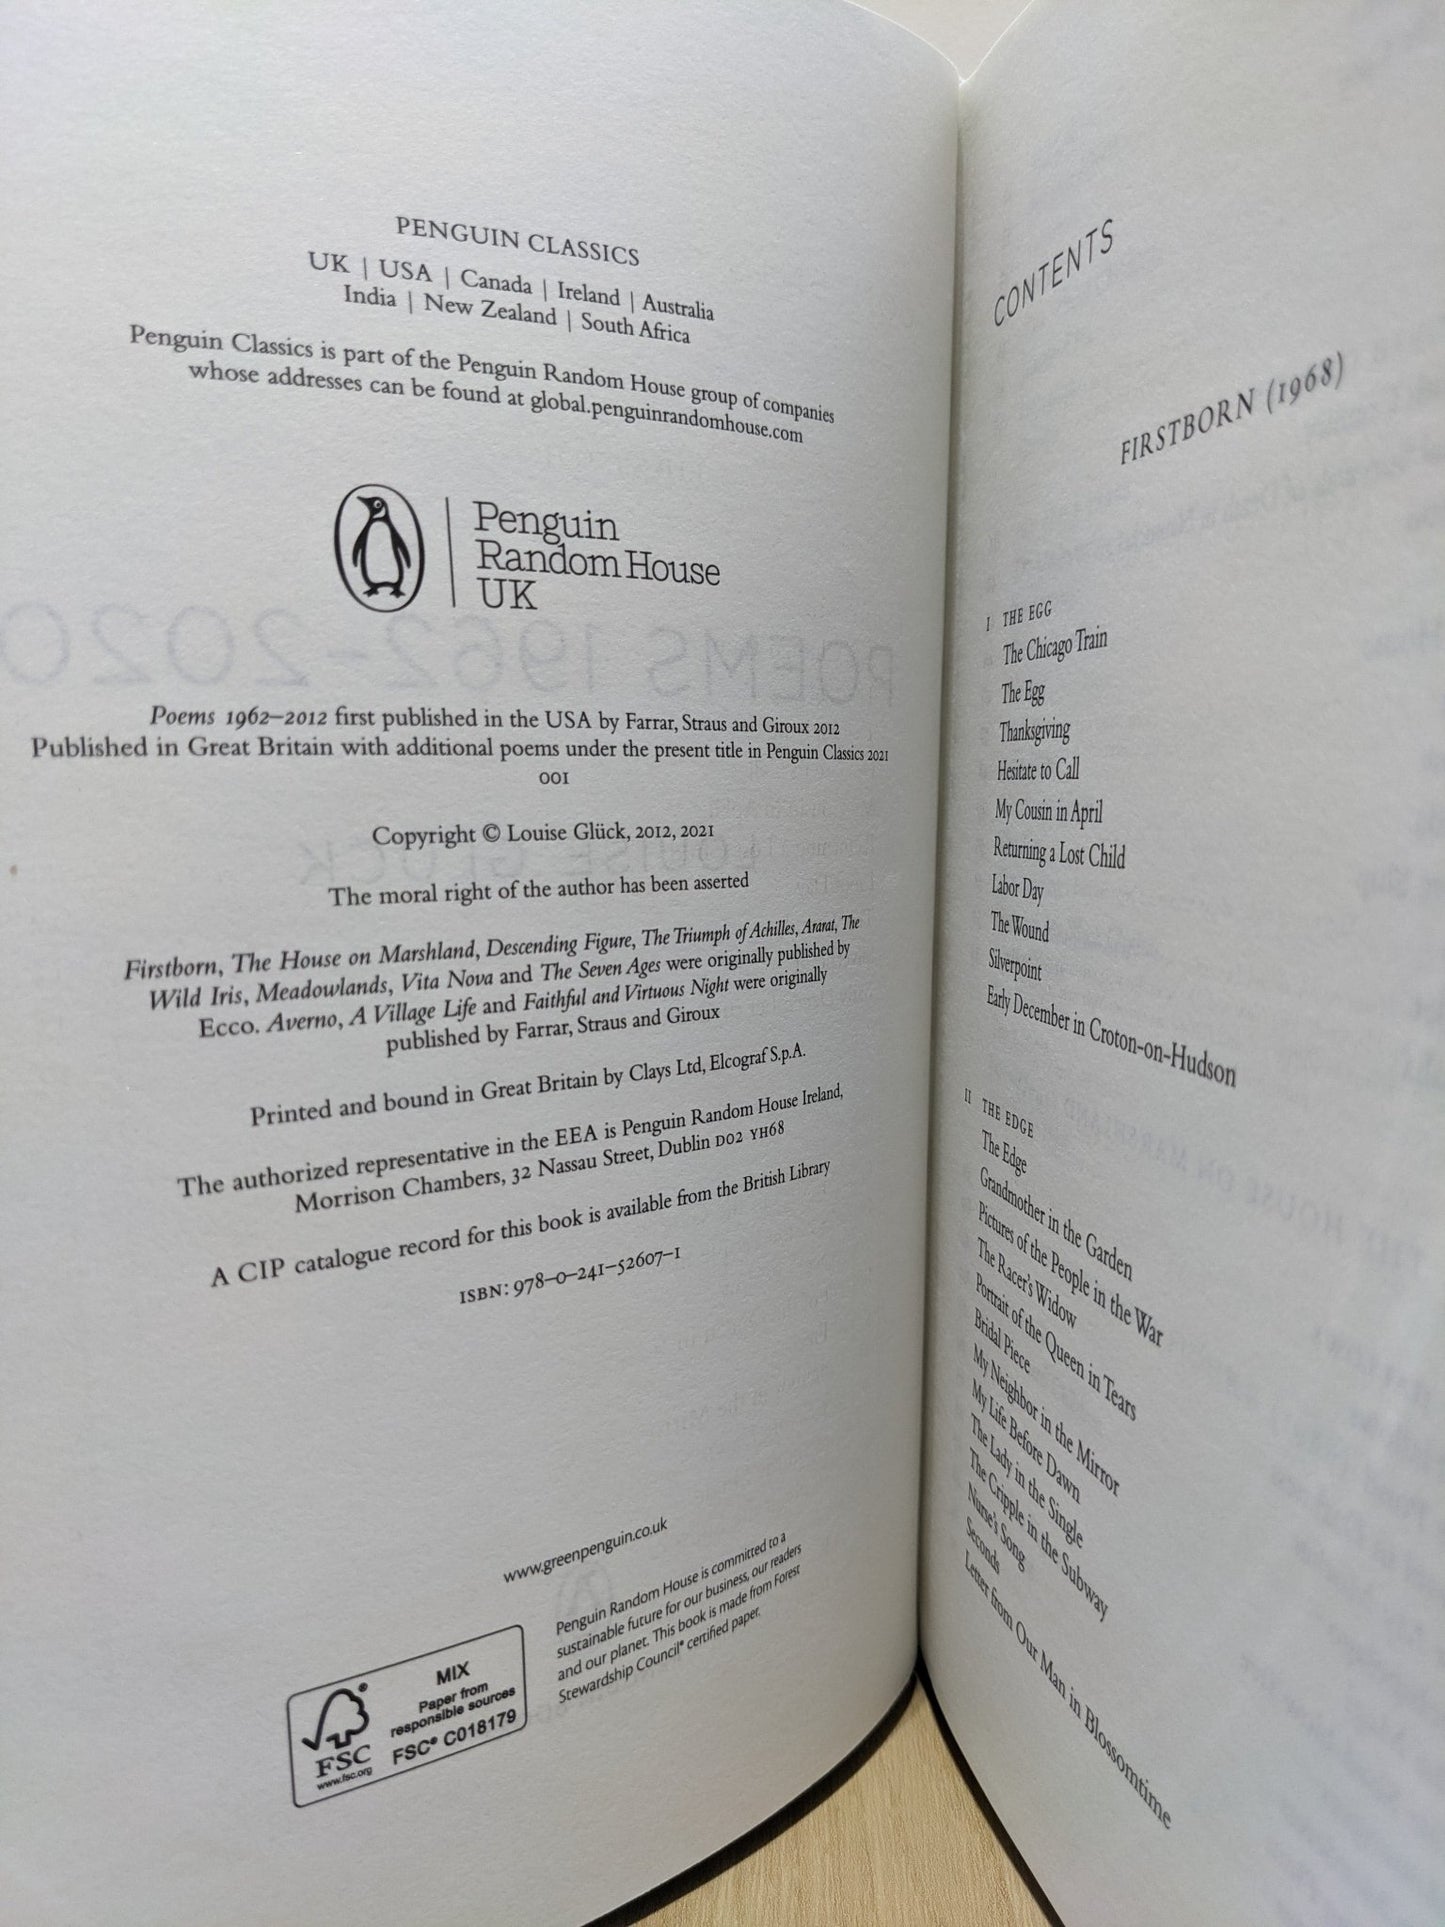 PENGUIN CLASSICS
UK | USA | Canada | Ireland | Australia
India | New Zealand | South Africa
Penguin Classics is part of the Penguin Random House group of companies
whose addresses can be found at global.penguinrandomhouse.com
Penguin
Random House
UK
POEMS 1962–2020
Poems 1962–2012 first published in the USA by Farrar, Straus and Giroux 2012
Published in Great Britain with additional poems under the present title in Penguin Classics 2021
001
Copyright © Louise Glück, 2012, 2021
The moral right of the author has been asserted
Firstborn, The House on Marshland, Descending Figure, The Triumph of Achilles, Ararat, The
Wild Iris, Meadowlands, Vita Nova and The Seven Ages were originally published by
Ecco. Averno, A Village Life and Faithful and Virtuous Night were originally
published by Farrar, Straus and Giroux
Printed and bound in Great Britain by Clays Ltd, Elcograf S.p.A.
The authorized representative in the EEA is Penguin Random House Ireland,
Morrison Chambers, 32 Nassau Street, Dublin D02 YH68
A CIP catalogue record for this book is available from the British Library
ISBN: 978–0–241–52607–1
www.greenpenguin.co.uk
MIX
Paper from
responsible sources
FSC® C018179
®
FSC
www.fsc.org
Penguin Random House is committed to a
sustainable future for our business, our readers
and our planet. This book is made from Forest
Stewardship Council® certified paper.
CONTENTS
FIRSTBORN (1968)
I THE EGG
The Chicago Train
The Egg
Thanksgiving
Hesitate to Call
My Cousin in April
Returning a Lost Child
Labor Day
The Wound
Silverpoint
Early December in Croton-on-Hudson
II THE EDGE
The Edge
Grandmother in the Garden
Pictures of the People in the War
The Racer's Widow
Portrait of the Queen in Tears
Bridal Piece
My Neighbor in the Mirror
My Life Before Dawn
The Lady in the Single
The Cripple in the Subway
Nurse's Song
Seconds
Letter from Our Man in Blossomtime